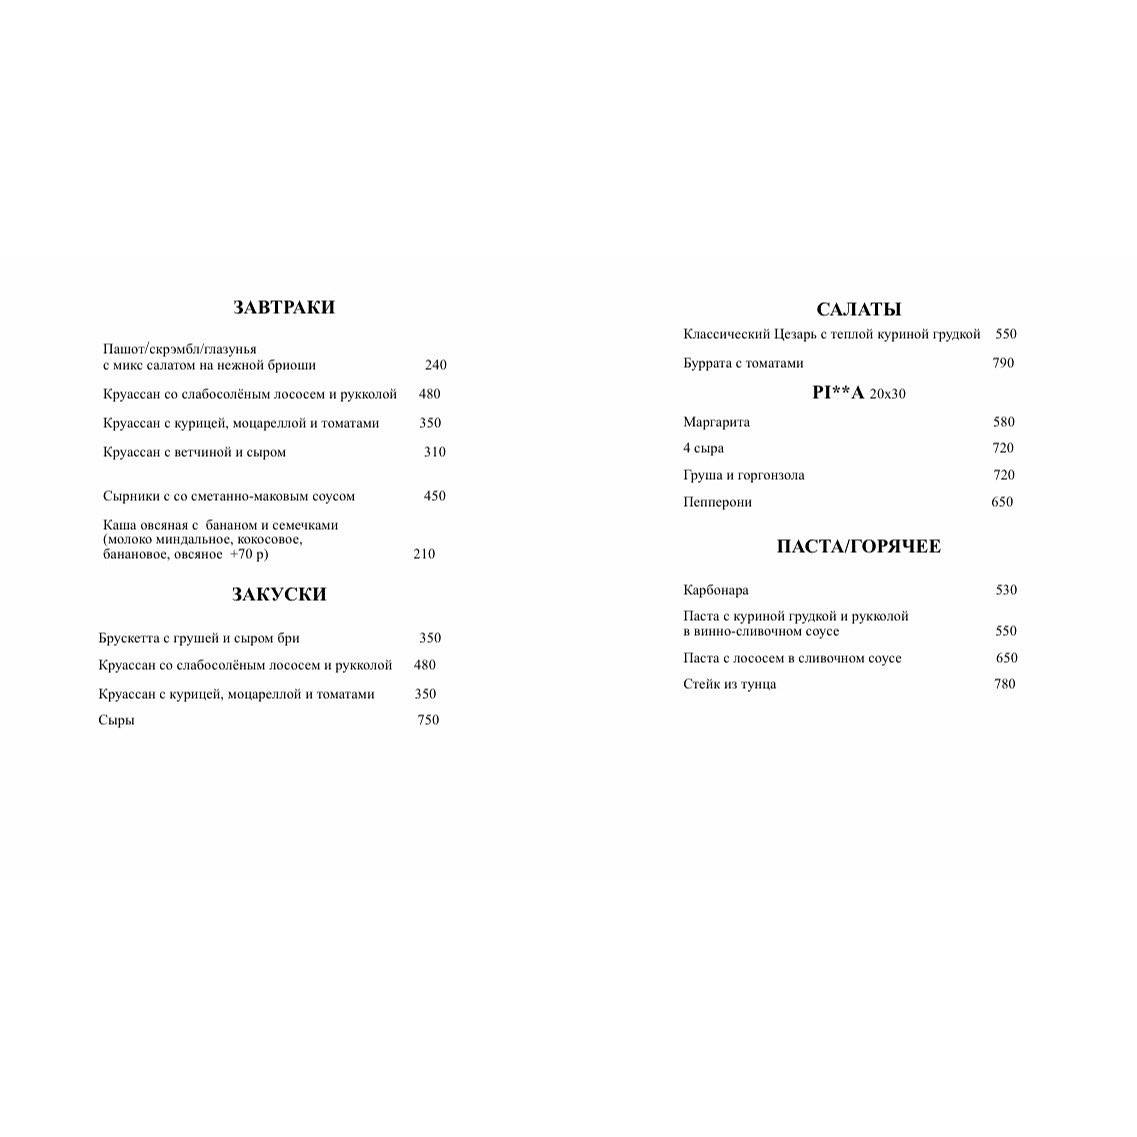 ЗАВТРАКИ
Пашот/скрэмбл/глазунья
с микс салатом на нежной бриоши 240
Круассан со слабосолёным лососем и рукколой 480
Круассан с курицей, моцареллой и томатами 350
Круассан с ветчиной и сыром 310
Сырники с со сметанно-маковым соусом 450
Каша овсяная с бананом и семечками
(молоко миндальное, кокосовое,
банановое, овсяное +70 р) 210
ЗАКУСКИ
Брускетта с грушей и сыром бри 350
Круассан со слабосолёным лососем и рукколой 480
Круассан с курицей, моцареллой и томатами 350
Сыры 750
САЛАТЫ
Классический Цезарь с теплой куриной грудкой 550
Буррата с томатами 790
PI**A 20x30
Маргарита 580
4 сыра 720
Груша и горгонзола 720
Пепперони 650
ПАСТА/ГОРЯЧЕЕ
Карбонара 530
Паста с куриной грудкой и рукколой
в винно-сливочном соусе 550
Паста с лососем в сливочном соусе 650
Стейк из тунца 780